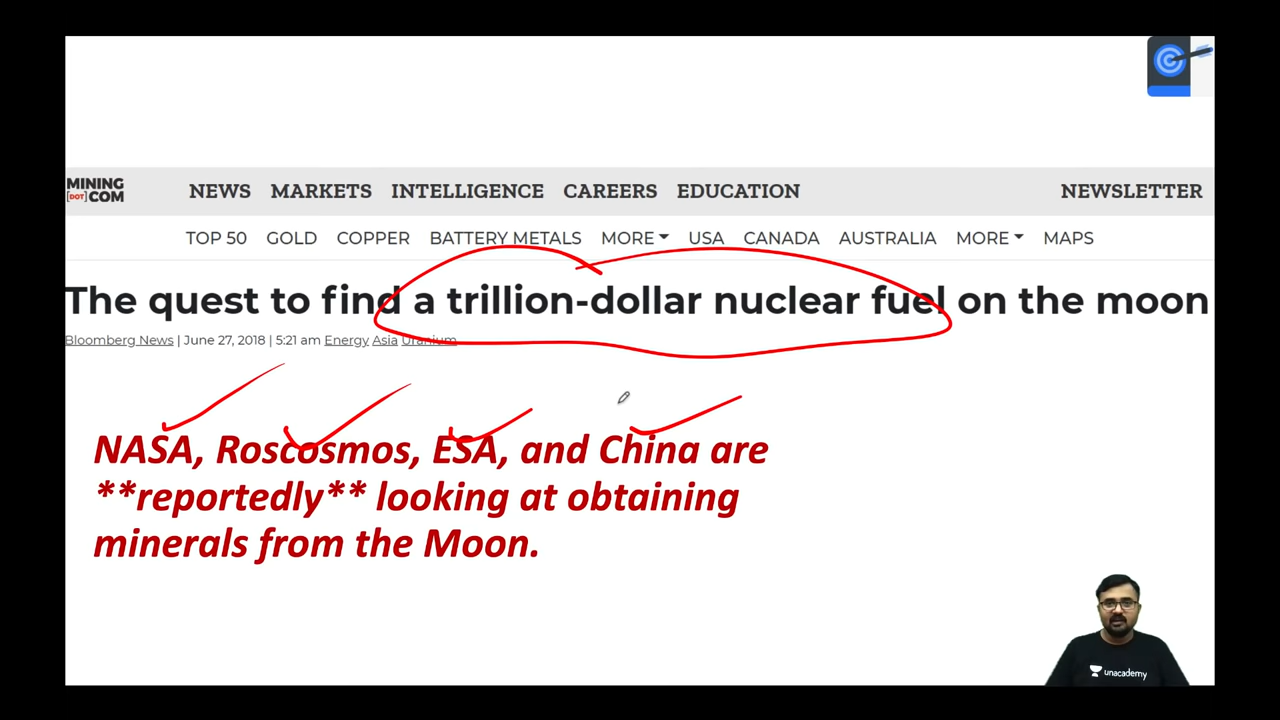 MINING
[DOT]COM
NEWS MARKETS INTELLIGENCE CAREERS EDUCATION NEWSLETTER
TOP 50 GOLD COPPER BATTERY METALS MORE USA CANADA AUSTRALIA MORE MAPS
The quest to find a trillion-dollar nuclear fuel on the moon
Bloomberg News | June 27, 2018 | 5:21 am Energy Asia Uranium
NASA, Roscosmos, ESA, and China are
**reportedly** looking at obtaining
minerals from the Moon.
unacademy